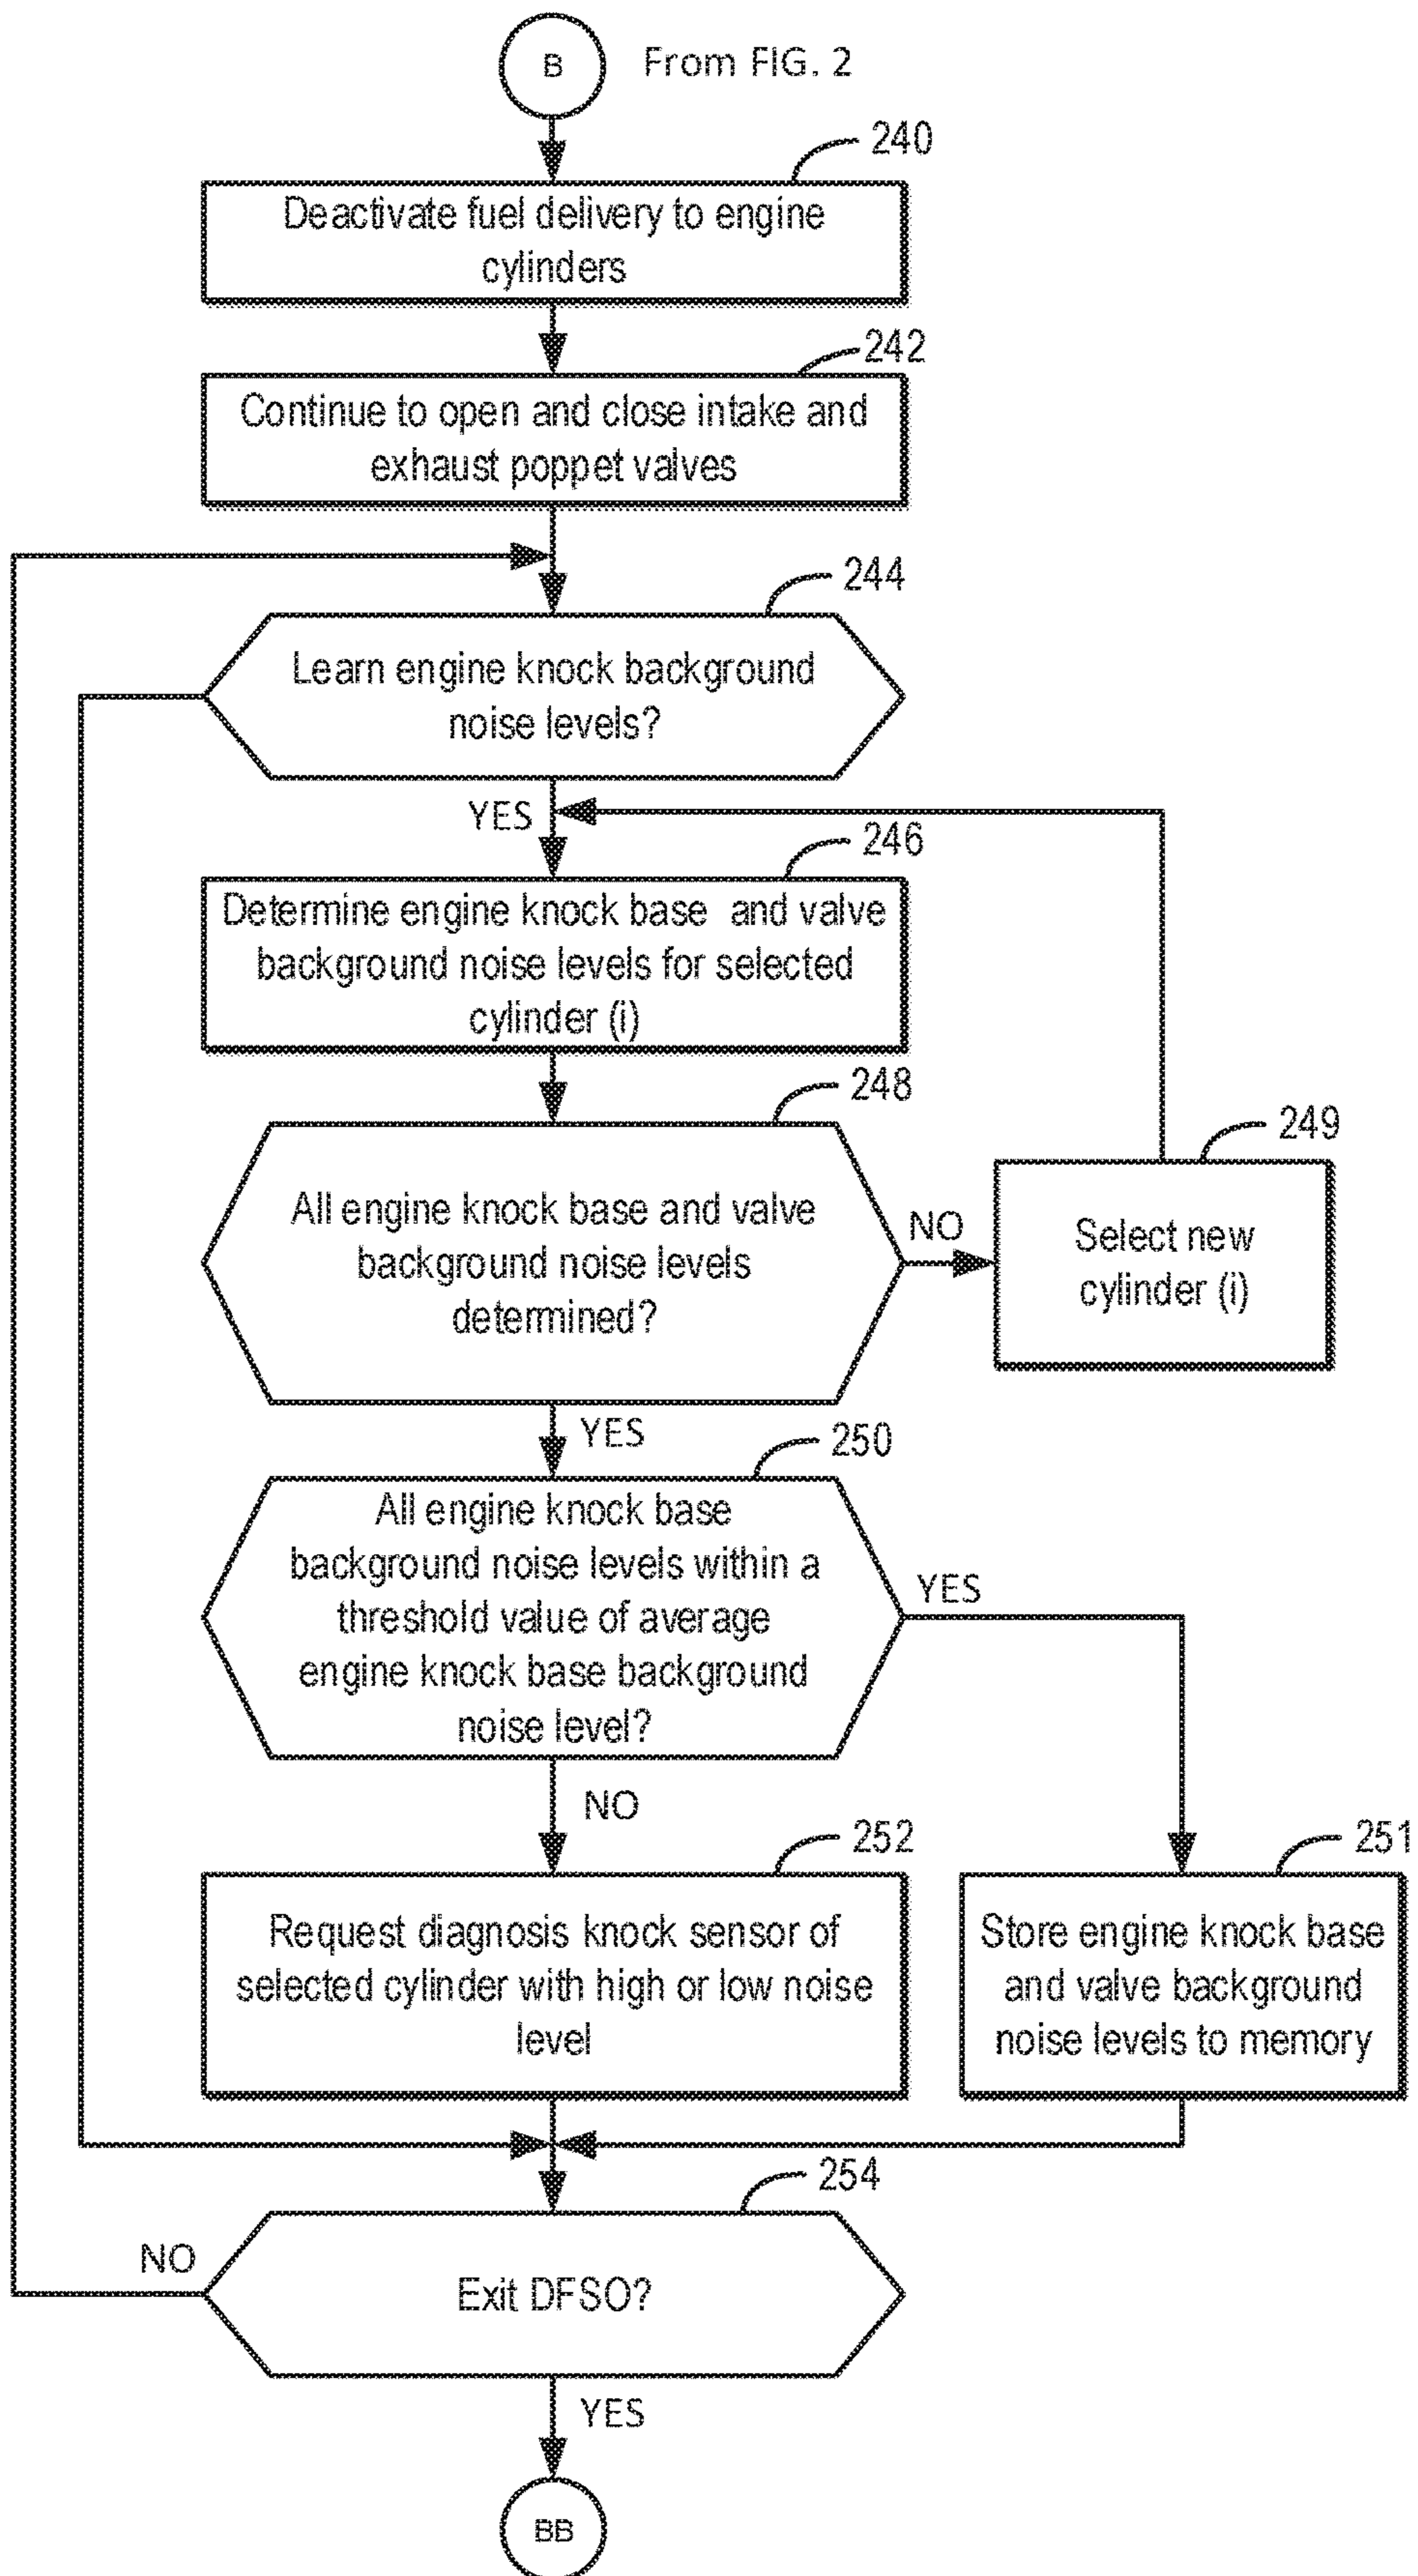 B
From FIG. 2
240
Deactivate fuel delivery to engine
cylinders
242
Continue to open and close intake and
exhaust poppet valves
244
Learn engine knock background
noise levels?
YES
246
Determine engine knock base and valve
background noise levels for selected
cylinder (i)
248
All engine knock base and valve
background noise levels
determined?
NO
249
Select new
cylinder (i)
YES
250
All engine knock base
background noise levels within a
threshold value of average
engine knock base background
noise level?
YES
NO
252
Request diagnosis knock sensor of
selected cylinder with high or low noise
level
251
Store engine knock base
and valve background
noise levels to memory
254
NO
Exit DFSO?
YES
BB